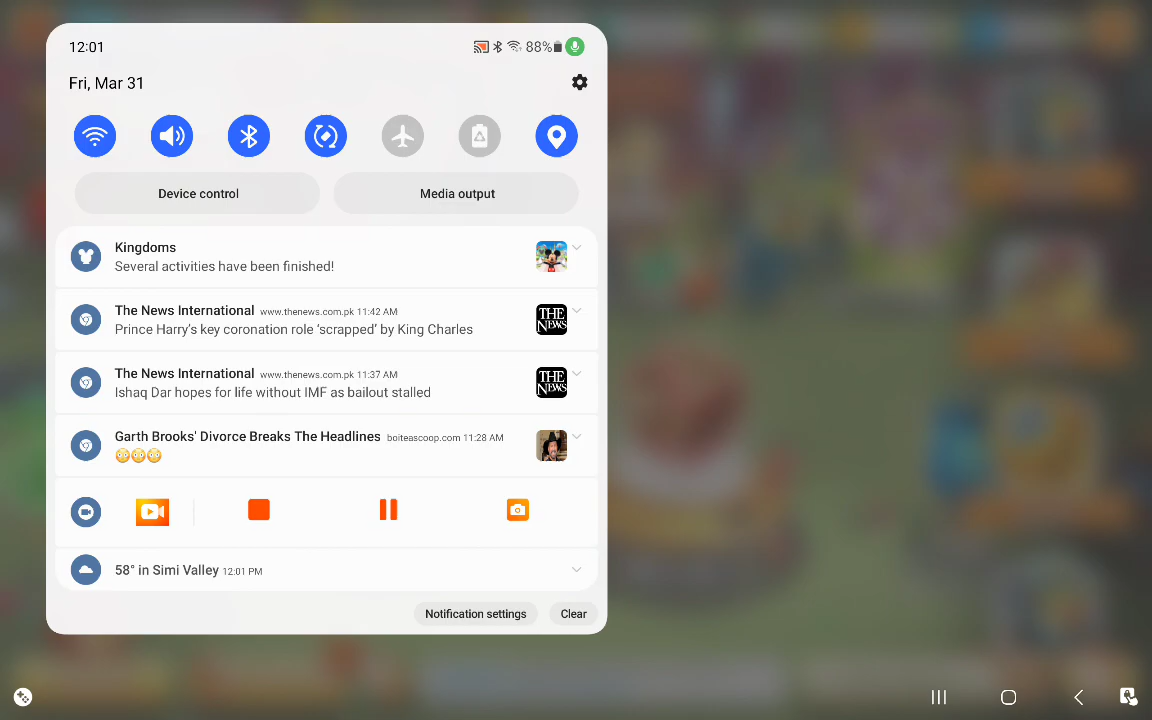 12:01
88%
Fri, Mar 31
Device control
Media output
Kingdoms
Several activities have been finished!
The News International www.thenews.com.pk 11:42 AM
Prince Harry's key coronation role 'scrapped' by King Charles
THE
NEWS
The News International www.thenews.com.pk 11:37 AM
Ishaq Dar hopes for life without IMF as bailout stalled
THE
NEWS
Garth Brooks' Divorce Breaks The Headlines boiteascoop.com 11:28 AM
😳😳😳
58° in Simi Valley 12:01 PM
Notification settings
Clear